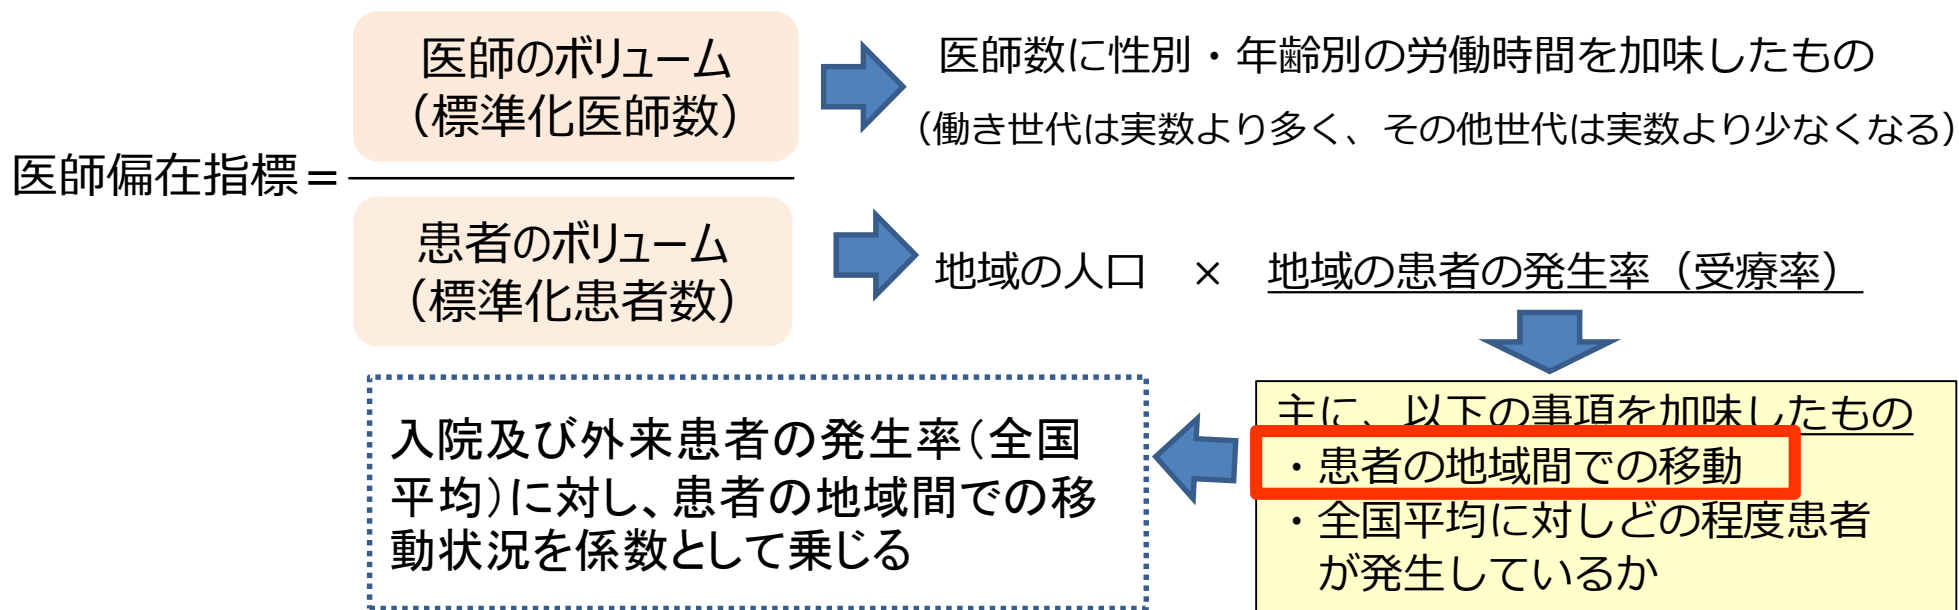 医師のボリューム
（標準化医師数）
医師数に性別・年齢別の労働時間を加味したもの
（働き世代は実数より多く、その他世代は実数より少なくなる）
医師偏在指標＝
患者のボリューム
（標準化患者数）
地域の人口　×　地域の患者の発生率（受療率）
主に、以下の事項を加味したもの
・患者の地域間での移動
・全国平均に対しどの程度患者
が発生しているか
入院及び外来患者の発生率（全国
平均）に対し、患者の地域間での移
動状況を係数として乗じる